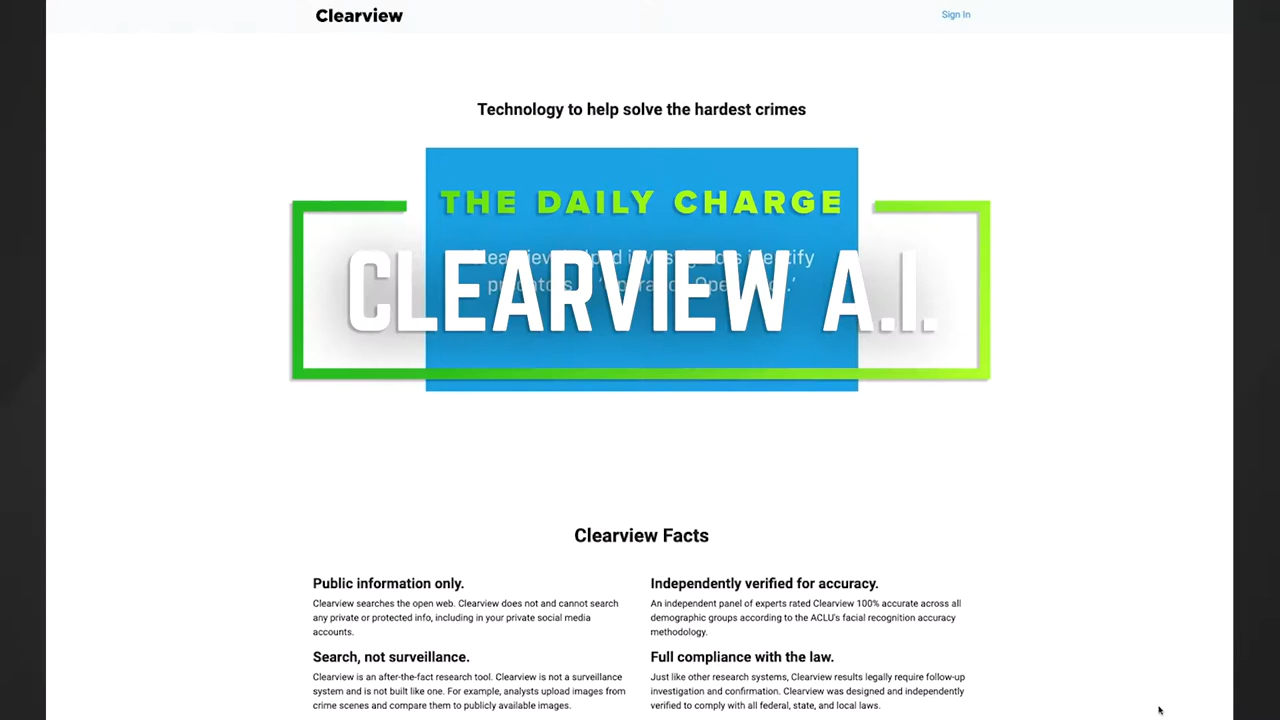 Clearview
Sign In
Technology to help solve the hardest crimes
THE DAILY CHARGE
CLEARVIEW A.I.
Clearview Facts
Public information only.
Clearview searches the open web. Clearview does not and cannot search
any private or protected info, including in your private social media
accounts.
Independently verified for accuracy.
An independent panel of experts rated Clearview 100% accurate across all
demographic groups according to the ACLU's facial recognition accuracy
methodology.
Search, not surveillance.
Clearview is an after-the-fact research tool. Clearview is not a surveillance
system and is not built like one. For example, analysts upload images from
crime scenes and compare them to publicly available images.
Full compliance with the law.
Just like other research systems, Clearview results legally require follow-up
investigation and confirmation. Clearview was designed and independently
verified to comply with all federal, state, and local laws.